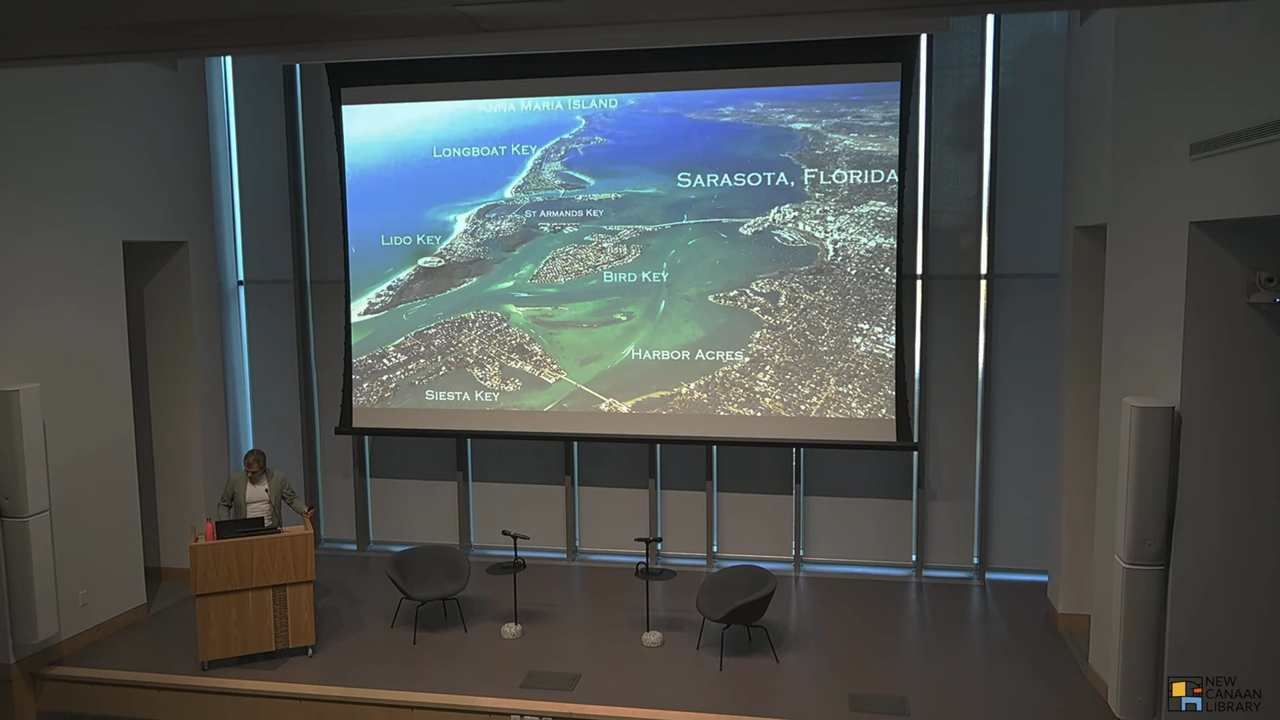 ANNA MARIA ISLAND
LONGBOAT KEY
SARASOTA, FLORIDA
ST ARMANDS KEY
LIDO KEY
BIRD KEY
HARBOR ACRES
SIESTA KEY
NEW
CANAAN
LIBRARY